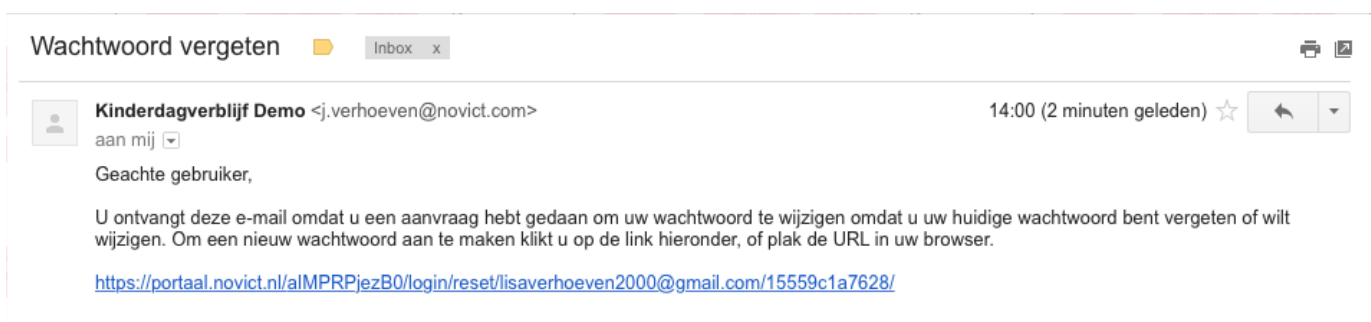 Wachtwoord vergeten Inbox x
Kinderdagverblijf Demo <j.verhoeven@novict.com> 14:00 (2 minuten geleden)
aan mij
Geachte gebruiker,
U ontvangt deze e-mail omdat u een aanvraag hebt gedaan om uw wachtwoord te wijzigen omdat u uw huidige wachtwoord bent vergeten of wilt
wijzigen. Om een nieuw wachtwoord aan te maken klikt u op de link hieronder, of plak de URL in uw browser.
https://portaal.novict.nl/alMPRPjezB0/login/reset/lisaverhoeven2000@gmail.com/15559c1a7628/